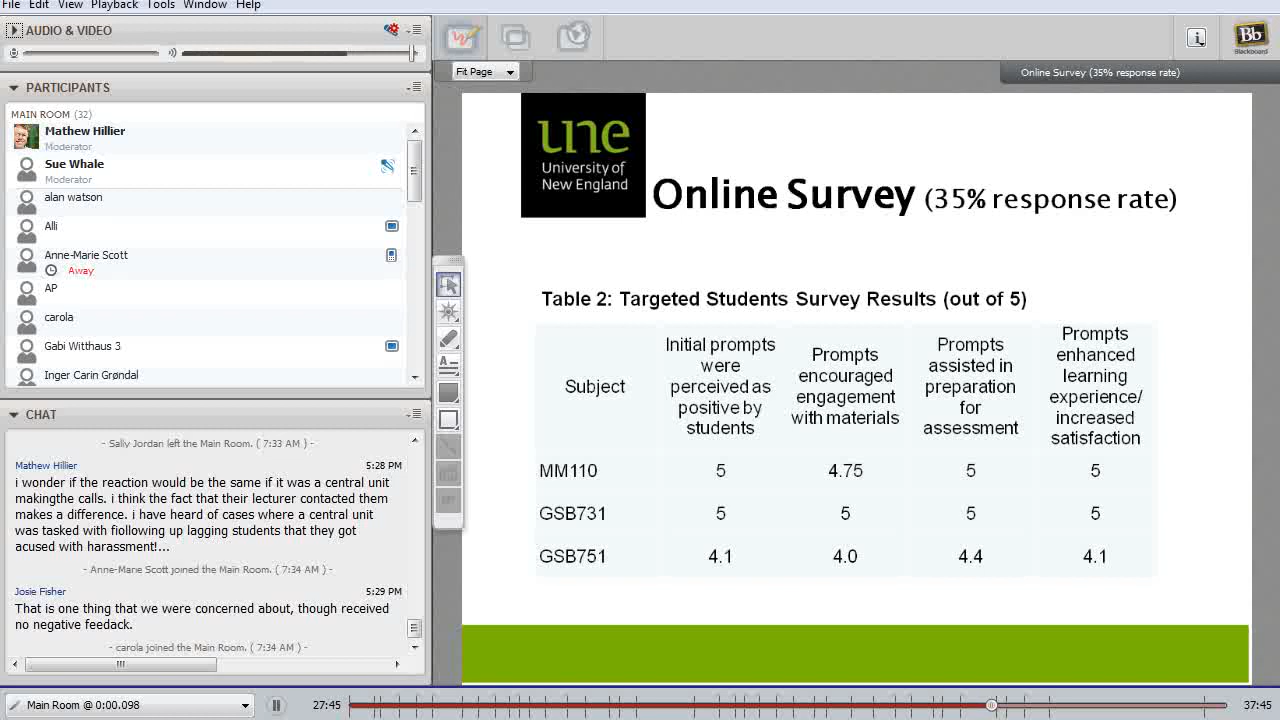 File Edit View Playback Tools Window Help
AUDIO & VIDEO
PARTICIPANTS
MAIN ROOM (32)
Mathew Hillier
Moderator
Sue Whale
Moderator
alan watson
Alli
Anne-Marie Scott
Away
AP
carola
Gabi Witthaus 3
Inger Carin Grøndal
CHAT
- Sally Jordan left the Main Room. ( 7:33 AM ) -
Mathew Hillier 5:28 PM
i wonder if the reaction would be the same if it was a central unit
makingthe calls. i think the fact that their lecturer contacted them
makes a difference. i have heard of cases where a central unit
was tasked with fiollowing up lagging students that they got
acused with harassment!...
- Anne-Marie Scott joined the Main Room. ( 7:34 AM ) -
Josie Fisher 5:29 PM
That is one thing that we were concerned about, though received
no negative feedack.
- carola joined the Main Room. ( 7:34 AM ) -
Main Room @ 0:00.098
27:45
37:45
Fit Page
Bb
Blackboard
Online Survey (35% response rate)
une
University of
New England
Online Survey (35% response rate)
Table 2: Targeted Students Survey Results (out of 5)
Subject
Initial prompts
were
perceived as
positive by
students
Prompts
encouraged
engagement
with materials
Prompts
assisted in
preparation
for
assessment
Prompts
enhanced
learning
experience/
increased
satisfaction
MM110 5 4.75 5 5
GSB731 5 5 5 5
GSB751 4.1 4.0 4.4 4.1